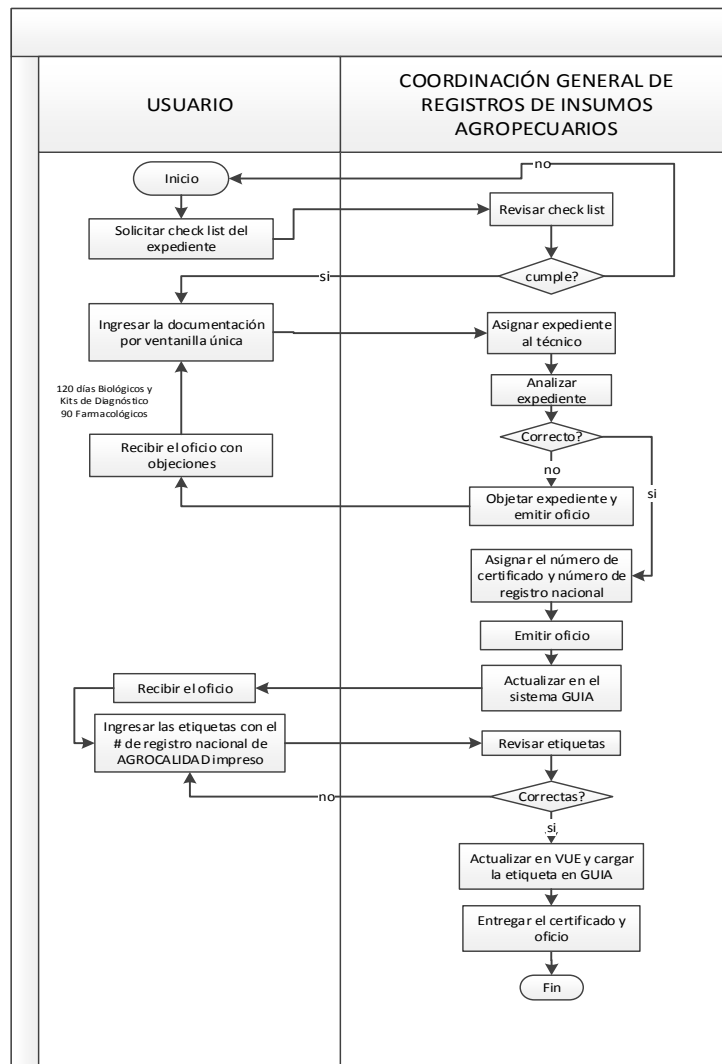 USUARIO
COORDINACIÓN GENERAL DE
REGISTROS DE INSUMOS
AGROPECUARIOS
Inicio
no
Solicitar check list del
expediente
Revisar check list
si
cumple?
Ingresar la documentación
por ventanilla única
Asignar expediente
al técnico
120 días Biológicos y
Kits de Diagnóstico
90 Farmacológicos
Analizar
expediente
Recibir el oficio con
objeciones
Correcto?
no
si
Objetar expediente y
emitir oficio
Asignar el número de
certificado y número de
registro nacional
Emitir oficio
Recibir el oficio
Actualizar en el
sistema GUIA
Ingresar las etiquetas con el
# de registro nacional de
AGROCALIDAD impreso
Revisar etiquetas
no
Correctas?
si
Actualizar en VUE y cargar
la etiqueta en GUIA
Entregar el certificado y
oficio
Fin